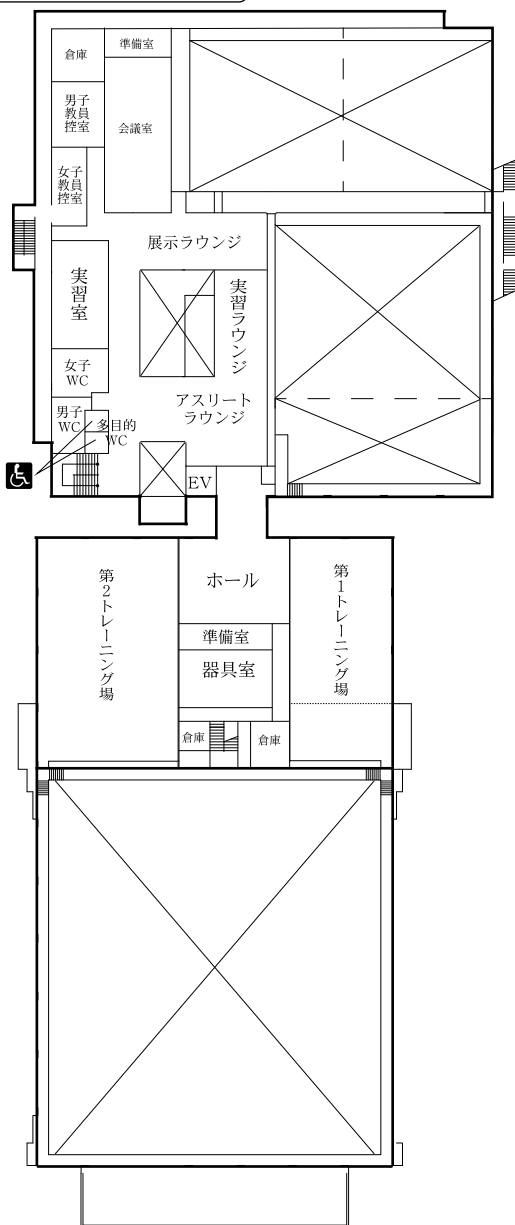 倉庫
準備室
男子
教員
控室
会議室
女子
教員
控室
展示ラウンジ
実習室
実習ラウンジ
女子
WC
アスリート
ラウンジ
男子
WC
多目的
WC
EV
ホール
第2トレーニング場
第1トレーニング場
準備室
器具室
倉庫
倉庫